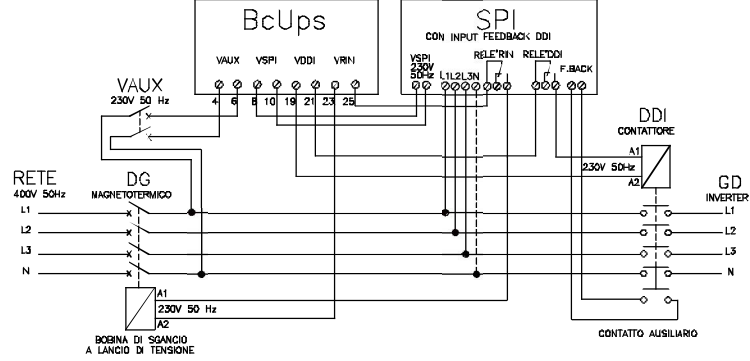 BcUps
SPI
CON INPUT FEEDBACK DDI
VAUX VSPI VDDI VRIN
VSPI
230V
50Hz
L1L2L3N
RELE'RIN
RELE'DDI
F.BACK
4 6 8 10 19 21 23 25
VAUX
230V 50 Hz
DDI
CONTATTORE
A1
230V 50Hz
A2
RETE
400V 50Hz
DG
MAGNETOTERMICO
GD
INVERTER
L1 L1
L2 L2
L3 L3
N N
A1
230V 50 Hz
A2
BOBINA DI SGANCIO
A LANCIO DI TENSIONE
CONTATTO AUSILIARIO